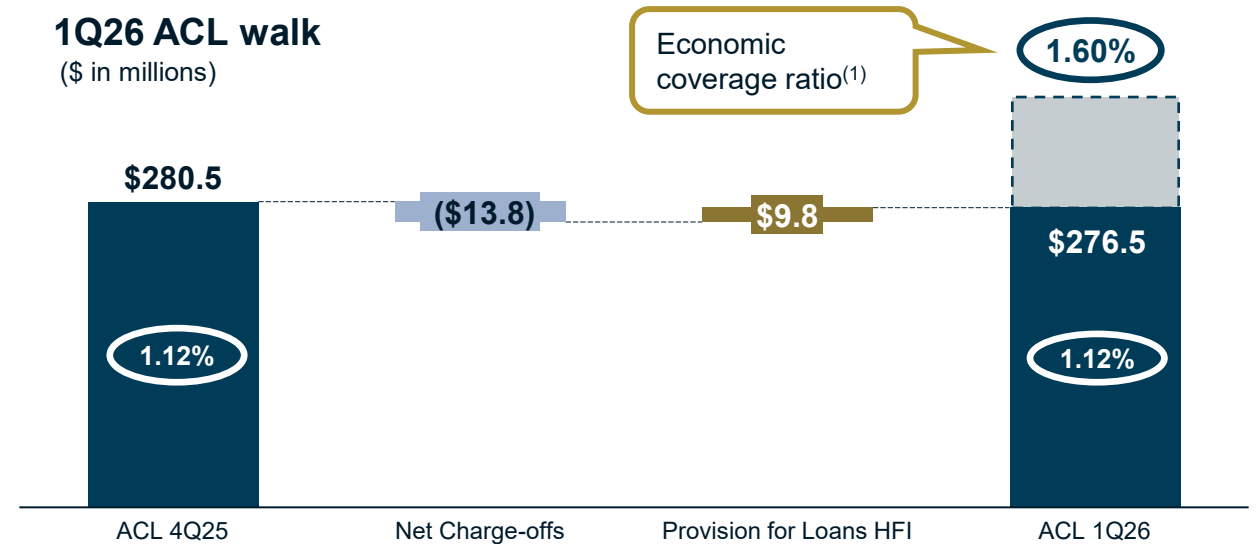 1Q26 ACL walk
($ in millions)
Economic
coverage ratio(1)
1.60%
$280.5
($13.8)
$9.8
$276.5
1.12%
1.12%
ACL 4Q25
Net Charge-offs
Provision for Loans HFI
ACL 1Q26